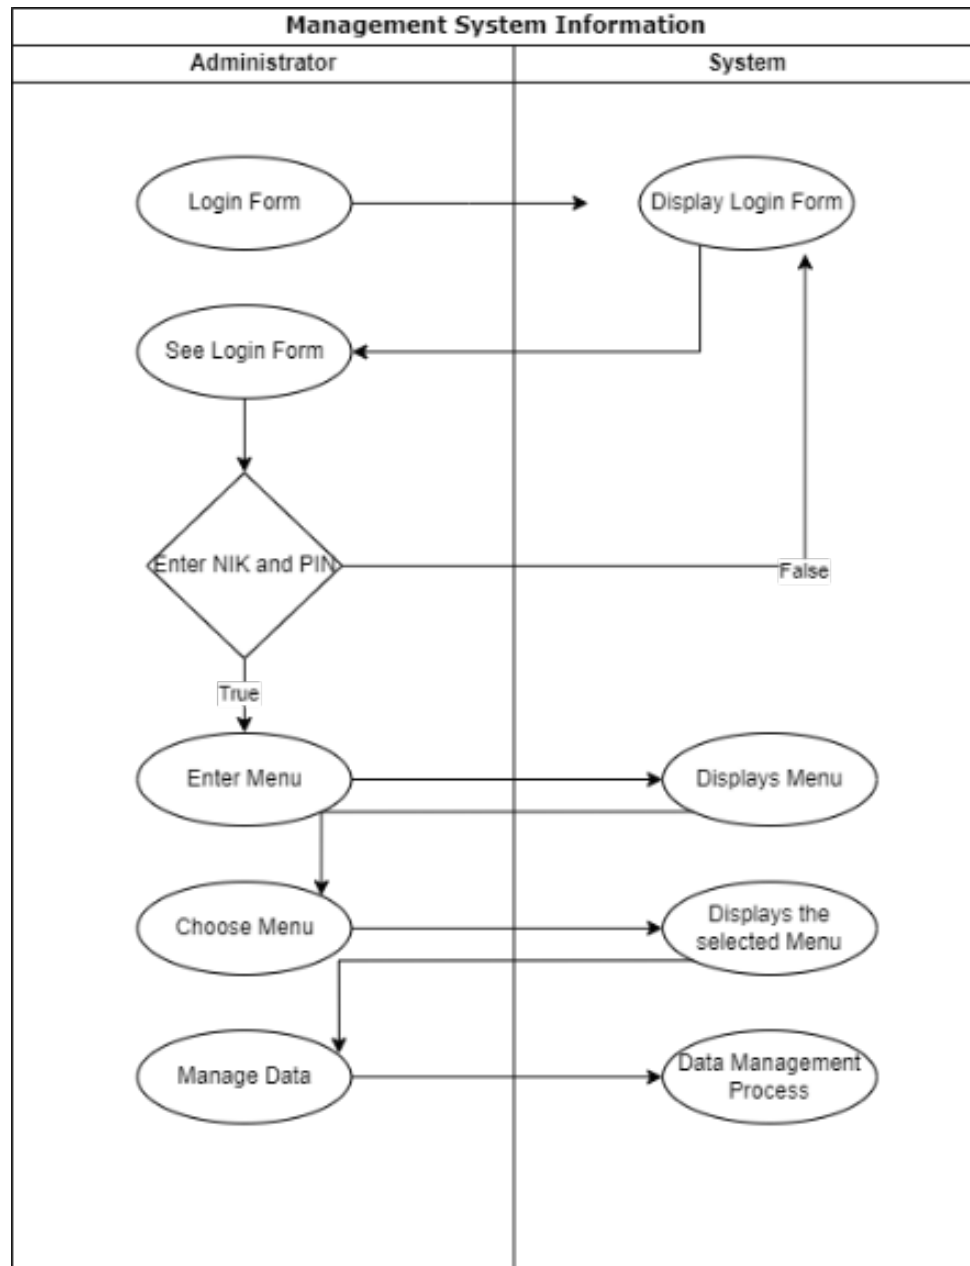 Management System Information
Administrator
System
Login Form
Display Login Form
See Login Form
Enter NIK and PIN
False
True
Enter Menu
Displays Menu
Choose Menu
Displays the
selected Menu
Manage Data
Data Management
Process